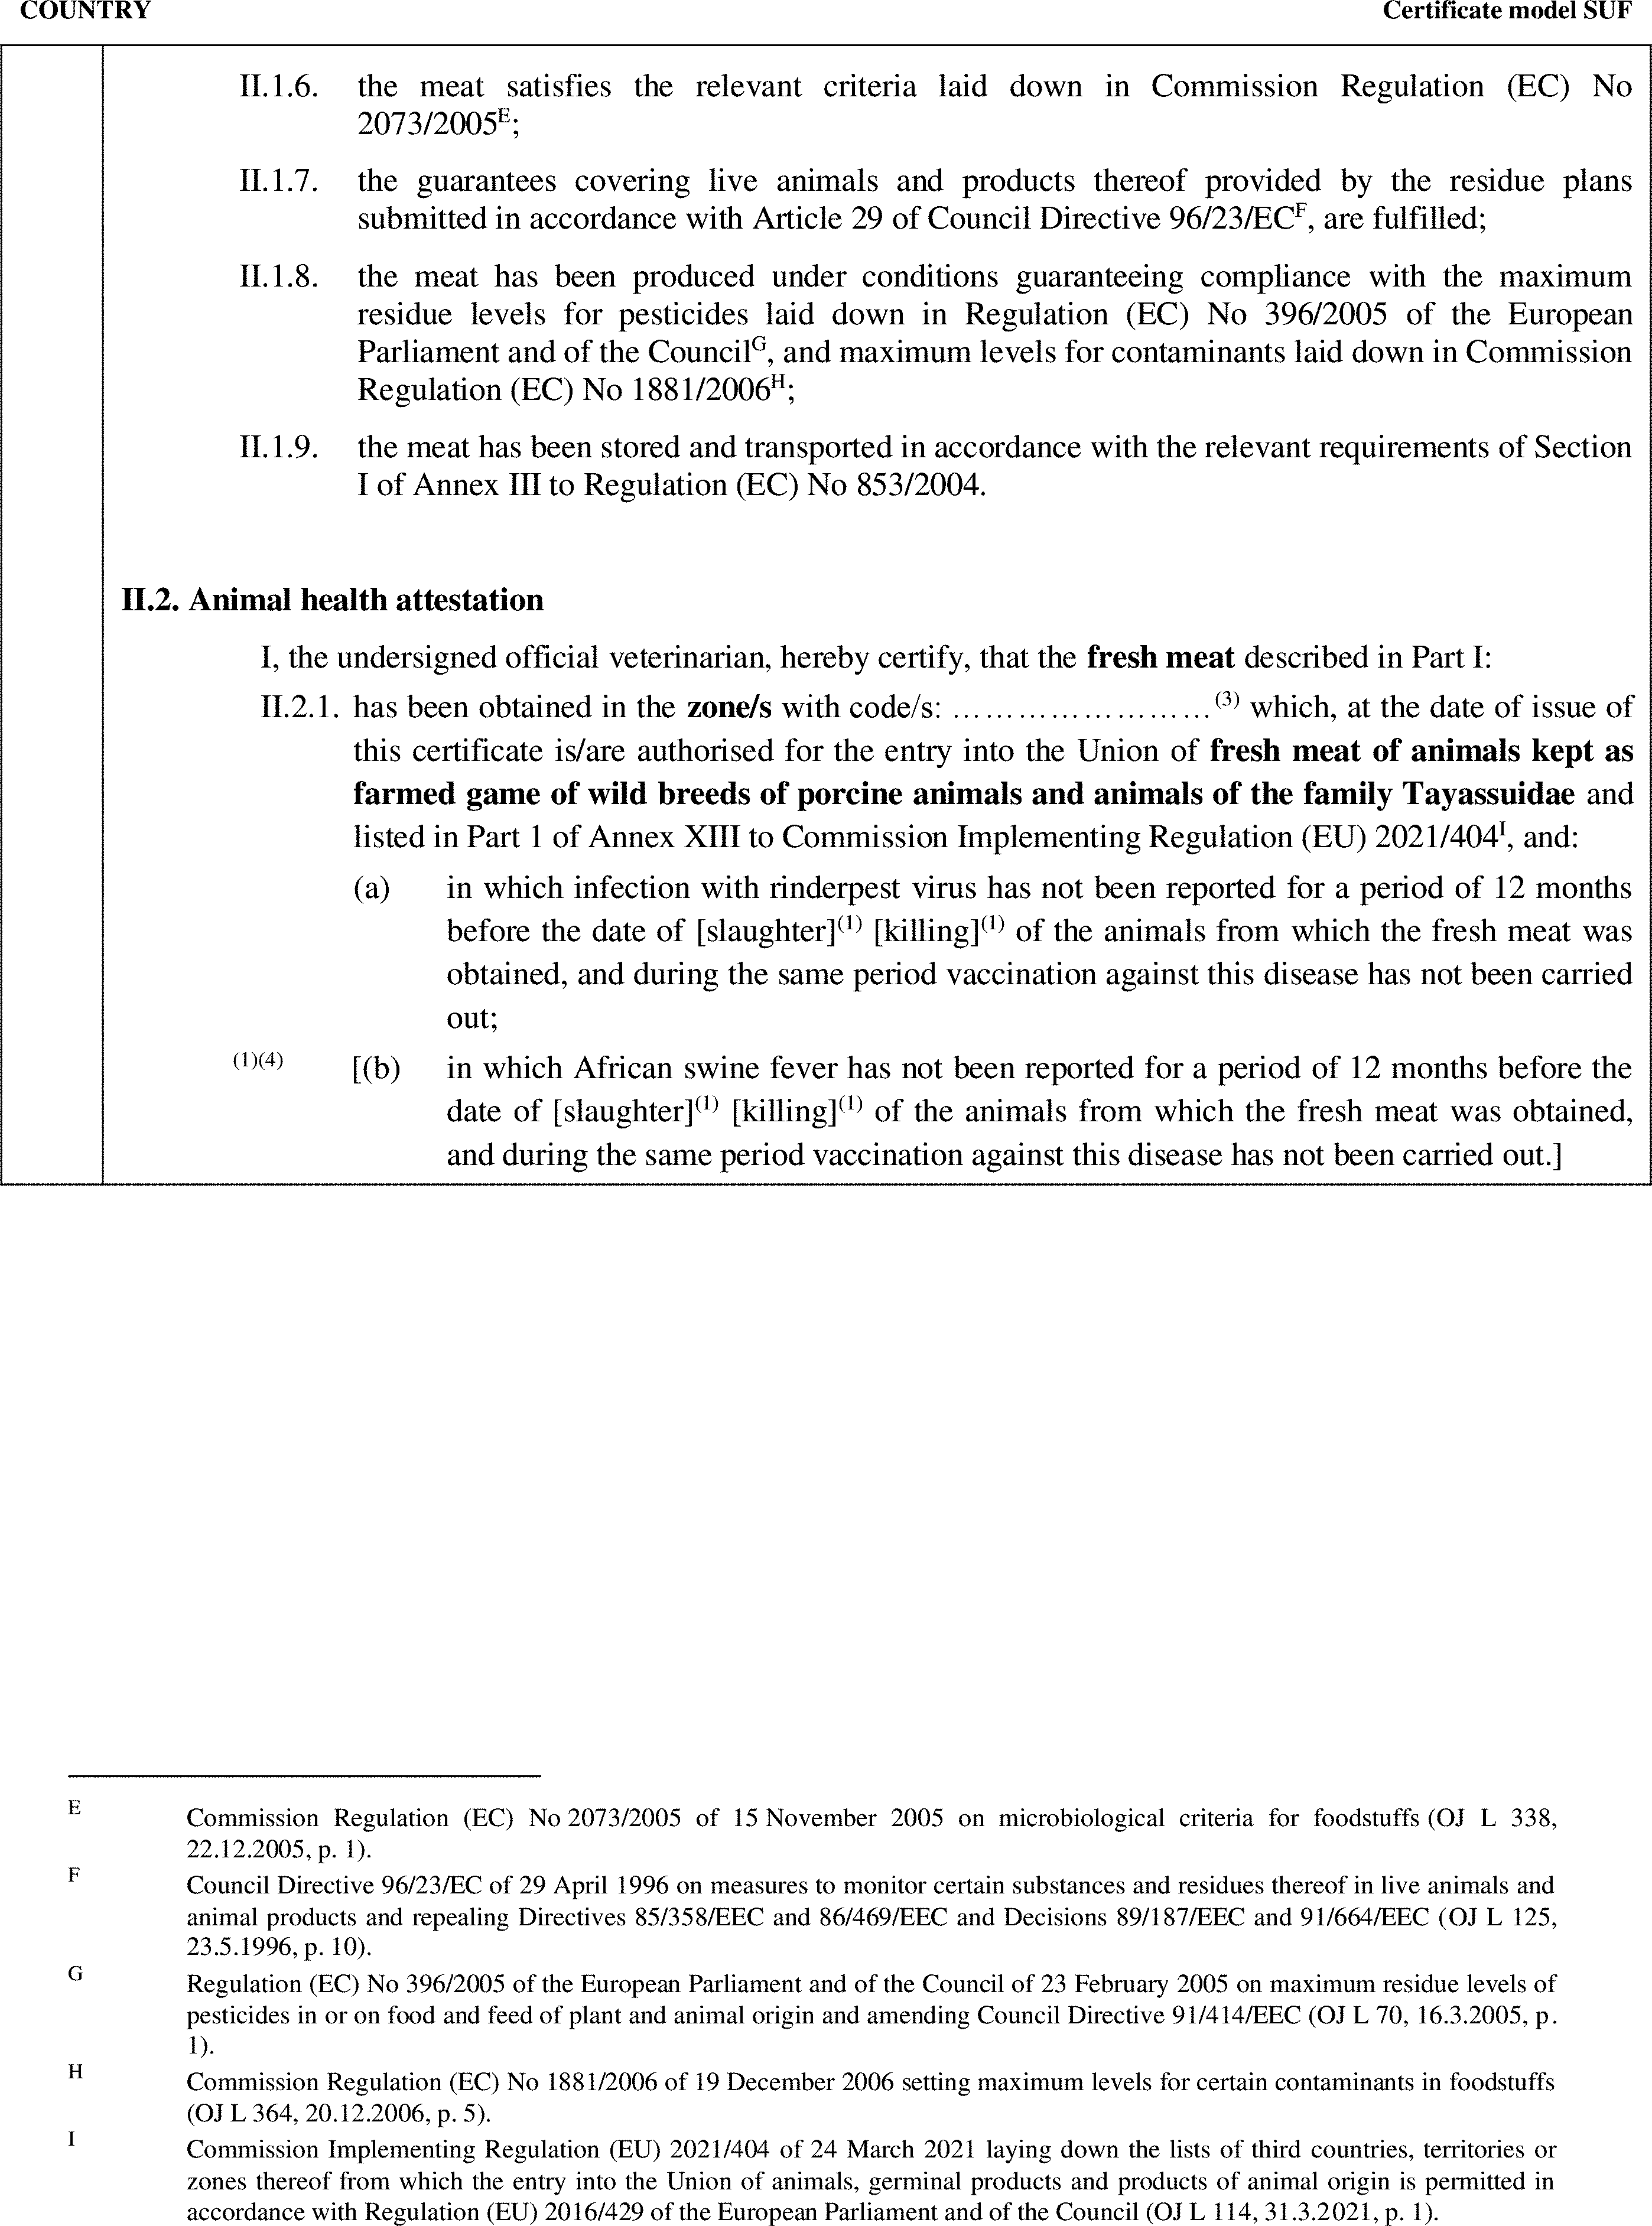 COUNTRY Certificate model SUF
II.1.6. the meat satisfies the relevant criteria laid down in Commission Regulation (EC) No
2073/2005E;
II.1.7. the guarantees covering live animals and products thereof provided by the residue plans
submitted in accordance with Article 29 of Council Directive 96/23/ECF, are fulfilled;
II.1.8. the meat has been produced under conditions guaranteeing compliance with the maximum
residue levels for pesticides laid down in Regulation (EC) No 396/2005 of the European
Parliament and of the CouncilG, and maximum levels for contaminants laid down in Commission
Regulation (EC) No 1881/2006H;
II.1.9. the meat has been stored and transported in accordance with the relevant requirements of Section
I of Annex III to Regulation (EC) No 853/2004.
II.2. Animal health attestation
I, the undersigned official veterinarian, hereby certify, that the fresh meat described in Part I:
II.2.1. has been obtained in the zone/s with code/s: …………………… (3) which, at the date of issue of
this certificate is/are authorised for the entry into the Union of fresh meat of animals kept as
farmed game of wild breeds of porcine animals and animals of the family Tayassuidae and
listed in Part 1 of Annex XIII to Commission Implementing Regulation (EU) 2021/404I, and:
(a) in which infection with rinderpest virus has not been reported for a period of 12 months
before the date of [slaughter](1) [killing](1) of the animals from which the fresh meat was
obtained, and during the same period vaccination against this disease has not been carried
out;
(1)(4) [(b) in which African swine fever has not been reported for a period of 12 months before the
date of [slaughter](1) [killing](1) of the animals from which the fresh meat was obtained,
and during the same period vaccination against this disease has not been carried out.]
E Commission Regulation (EC) No 2073/2005 of 15 November 2005 on microbiological criteria for foodstuffs (OJ L 338,
22.12.2005, p. 1).
F Council Directive 96/23/EC of 29 April 1996 on measures to monitor certain substances and residues thereof in live animals and
animal products and repealing Directives 85/358/EEC and 86/469/EEC and Decisions 89/187/EEC and 91/664/EEC (OJ L 125,
23.5.1996, p. 10).
G Regulation (EC) No 396/2005 of the European Parliament and of the Council of 23 February 2005 on maximum residue levels of
pesticides in or on food and feed of plant and animal origin and amending Council Directive 91/414/EEC (OJ L 70, 16.3.2005, p.
1).
H Commission Regulation (EC) No 1881/2006 of 19 December 2006 setting maximum levels for certain contaminants in foodstuffs
(OJ L 364, 20.12.2006, p. 5).
I Commission Implementing Regulation (EU) 2021/404 of 24 March 2021 laying down the lists of third countries, territories or
zones thereof from which the entry into the Union of animals, germinal products and products of animal origin is permitted in
accordance with Regulation (EU) 2016/429 of the European Parliament and of the Council (OJ L 114, 31.3.2021, p. 1).